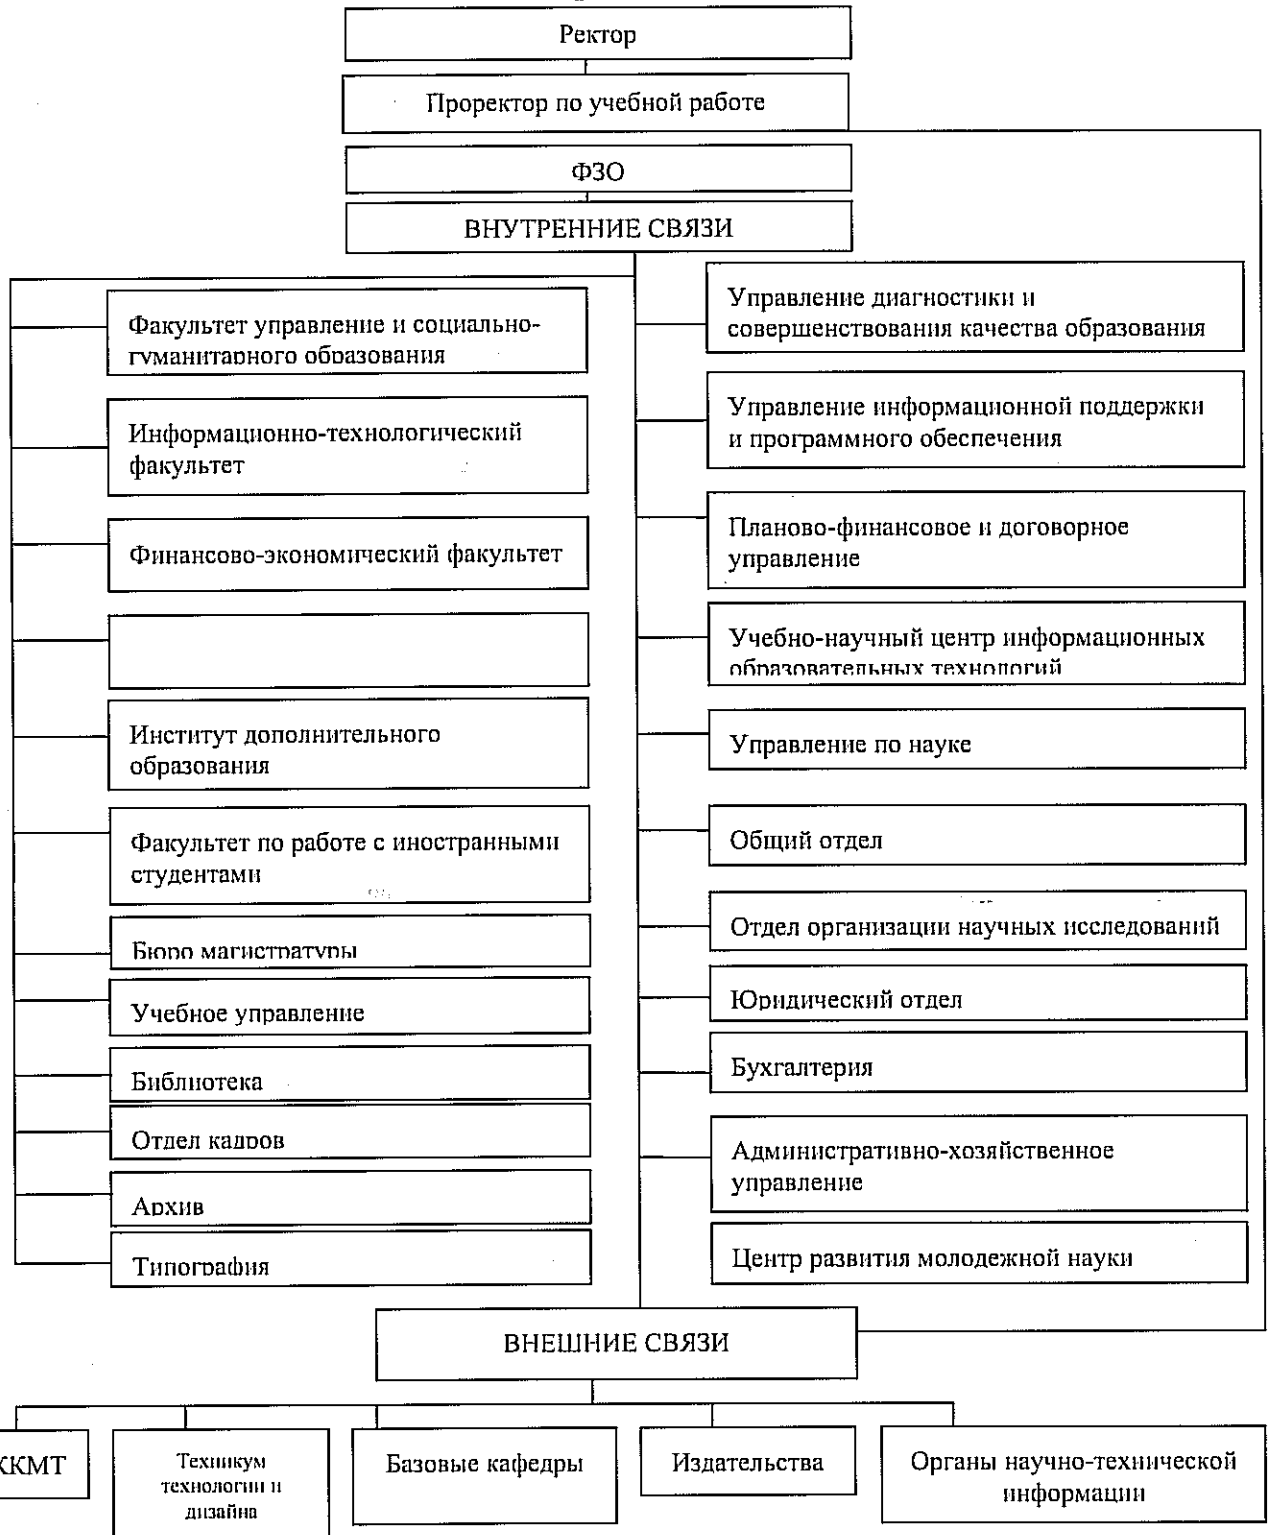 Ректор
Проректор по учебной работе
ФЗО
ВНУТРЕННИЕ СВЯЗИ
Факультет управление и социально-
гуманитарного образования
Информационно-технологический
факультет
Финансово-экономический факультет
Институт дополнительного
образования
Факультет по работе с иностранными
студентами
Бюро магистратуры
Учебное управление
Библиотека
Отдел кадров
Архив
Типография
Управление диагностики и
совершенствования качества образования
Управление информационной поддержки
и программного обеспечения
Планово-финансовое и договорное
управление
Учебно-научный центр информационных
образовательных технологий
Управление по науке
Общий отдел
Отдел организации научных исследований
Юридический отдел
Бухгалтерия
Административно-хозяйственное
управление
Центр развития молодежной науки
ВНЕШНИЕ СВЯЗИ
ККМТ
Техникум
технологии и
дизайна
Базовые кафедры
Издательства
Органы научно-технической
информации